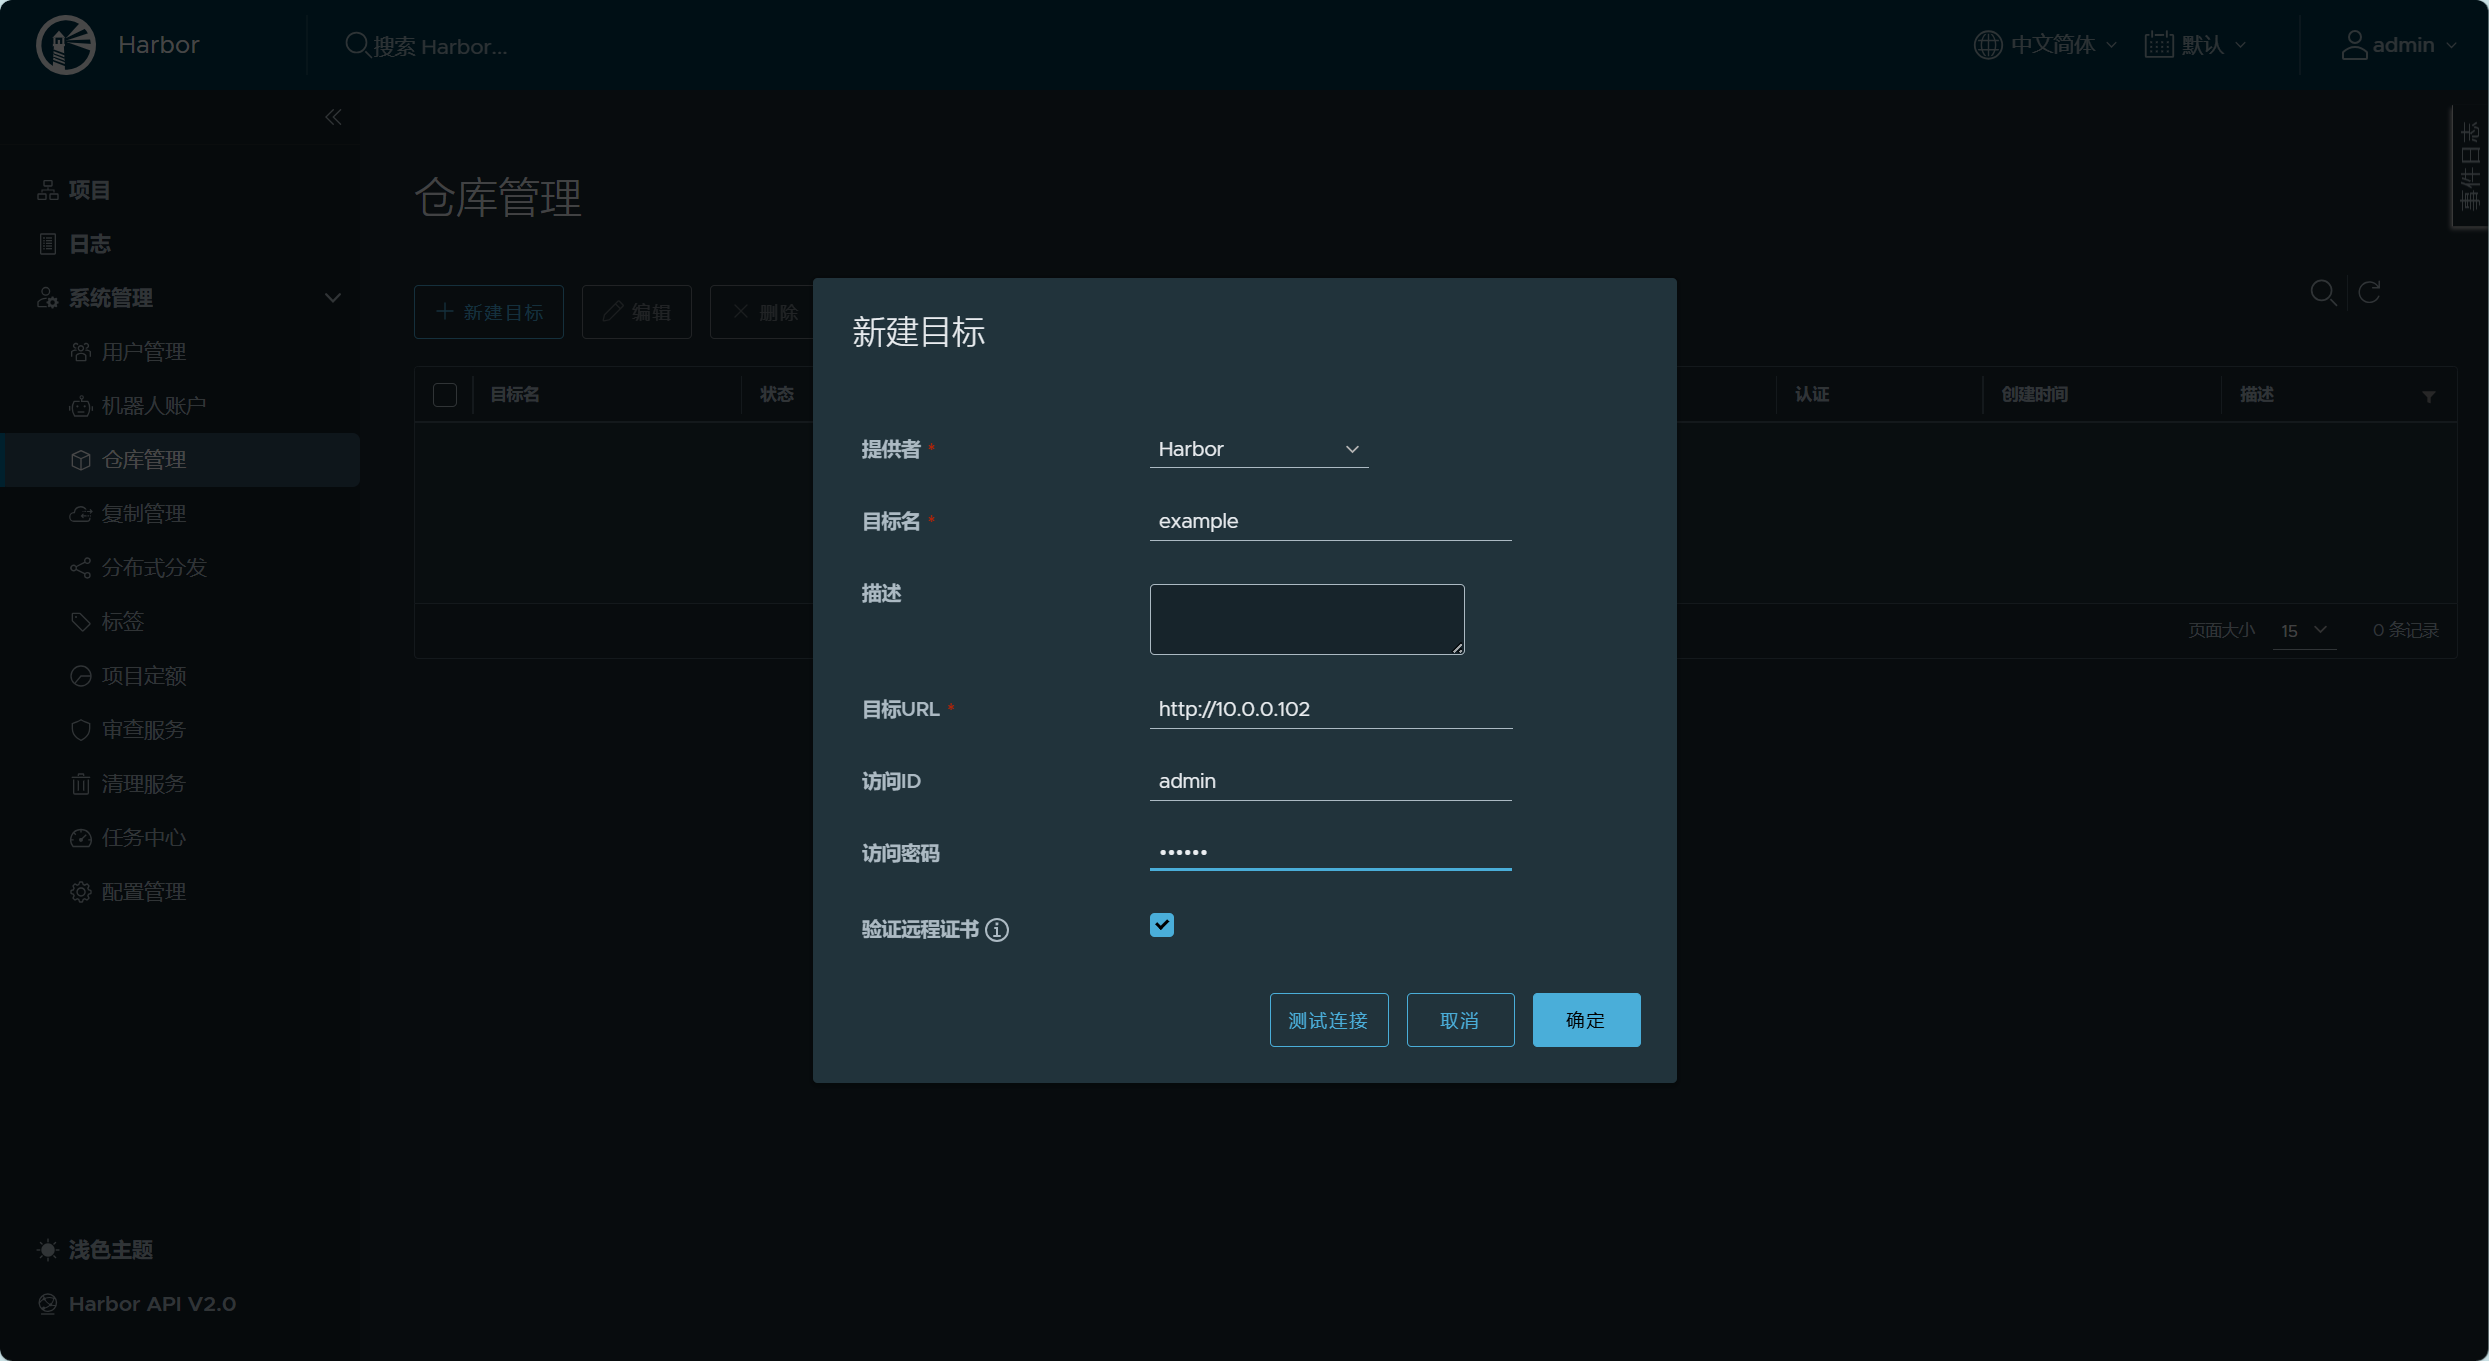 Harbor
搜索 Harbor...
中文简体
默认
admin
事件日志
项目
日志
系统管理
用户管理
机器人账户
仓库管理
复制管理
分布式分发
标签
项目定额
审查服务
清理服务
任务中心
配置管理
浅色主题
Harbor API V2.0
仓库管理
新建目标
编辑
删除
目标名
状态
认证
创建时间
描述
页面大小
15
0 条记录
新建目标
提供者 *
Harbor
目标名 *
example
描述
目标URL *
http://10.0.0.102
访问ID
admin
访问密码
••••••
验证远程证书
测试连接
取消
确定